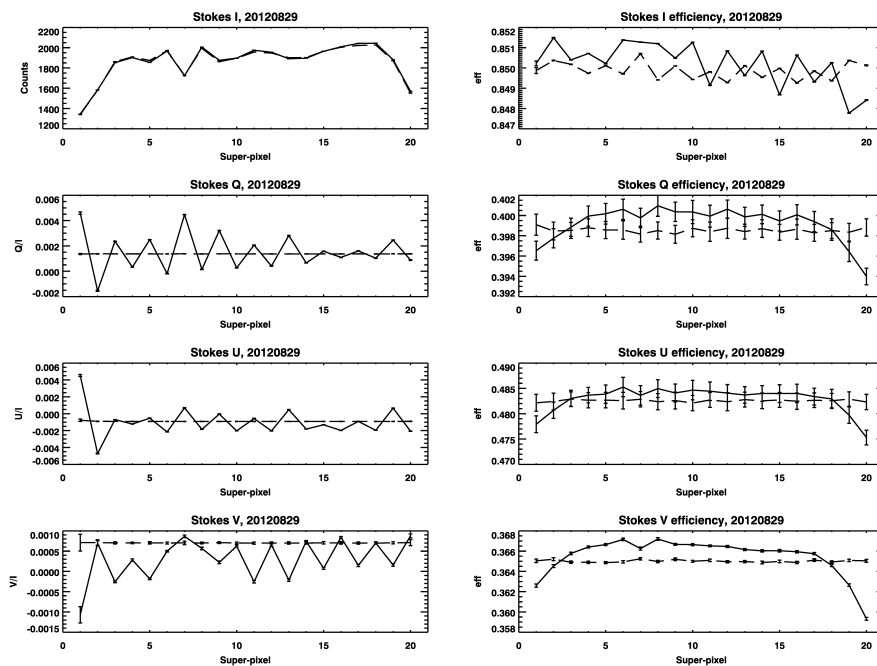 Stokes I, 20120829
2200
2000
1800
1600
1400
1200
Counts
0 5 10 15 20
Super-pixel
Stokes I efficiency, 20120829
0.852
0.851
0.850
0.849
0.848
0.847
eff
0 5 10 15 20
Super-pixel
Stokes Q, 20120829
0.006
0.004
0.002
0.000
-0.002
Q/I
0 5 10 15 20
Super-pixel
Stokes Q efficiency, 20120829
0.402
0.400
0.398
0.396
0.394
0.392
eff
0 5 10 15 20
Super-pixel
Stokes U, 20120829
0.006
0.004
0.002
-0.000
-0.002
-0.004
-0.006
U/I
0 5 10 15 20
Super-pixel
Stokes U efficiency, 20120829
0.490
0.485
0.480
0.475
0.470
eff
0 5 10 15 20
Super-pixel
Stokes V, 20120829
0.0010
0.0005
0.0000
-0.0005
-0.0010
-0.0015
V/I
0 5 10 15 20
Super-pixel
Stokes V efficiency, 20120829
0.368
0.366
0.364
0.362
0.360
0.358
eff
0 5 10 15 20
Super-pixel